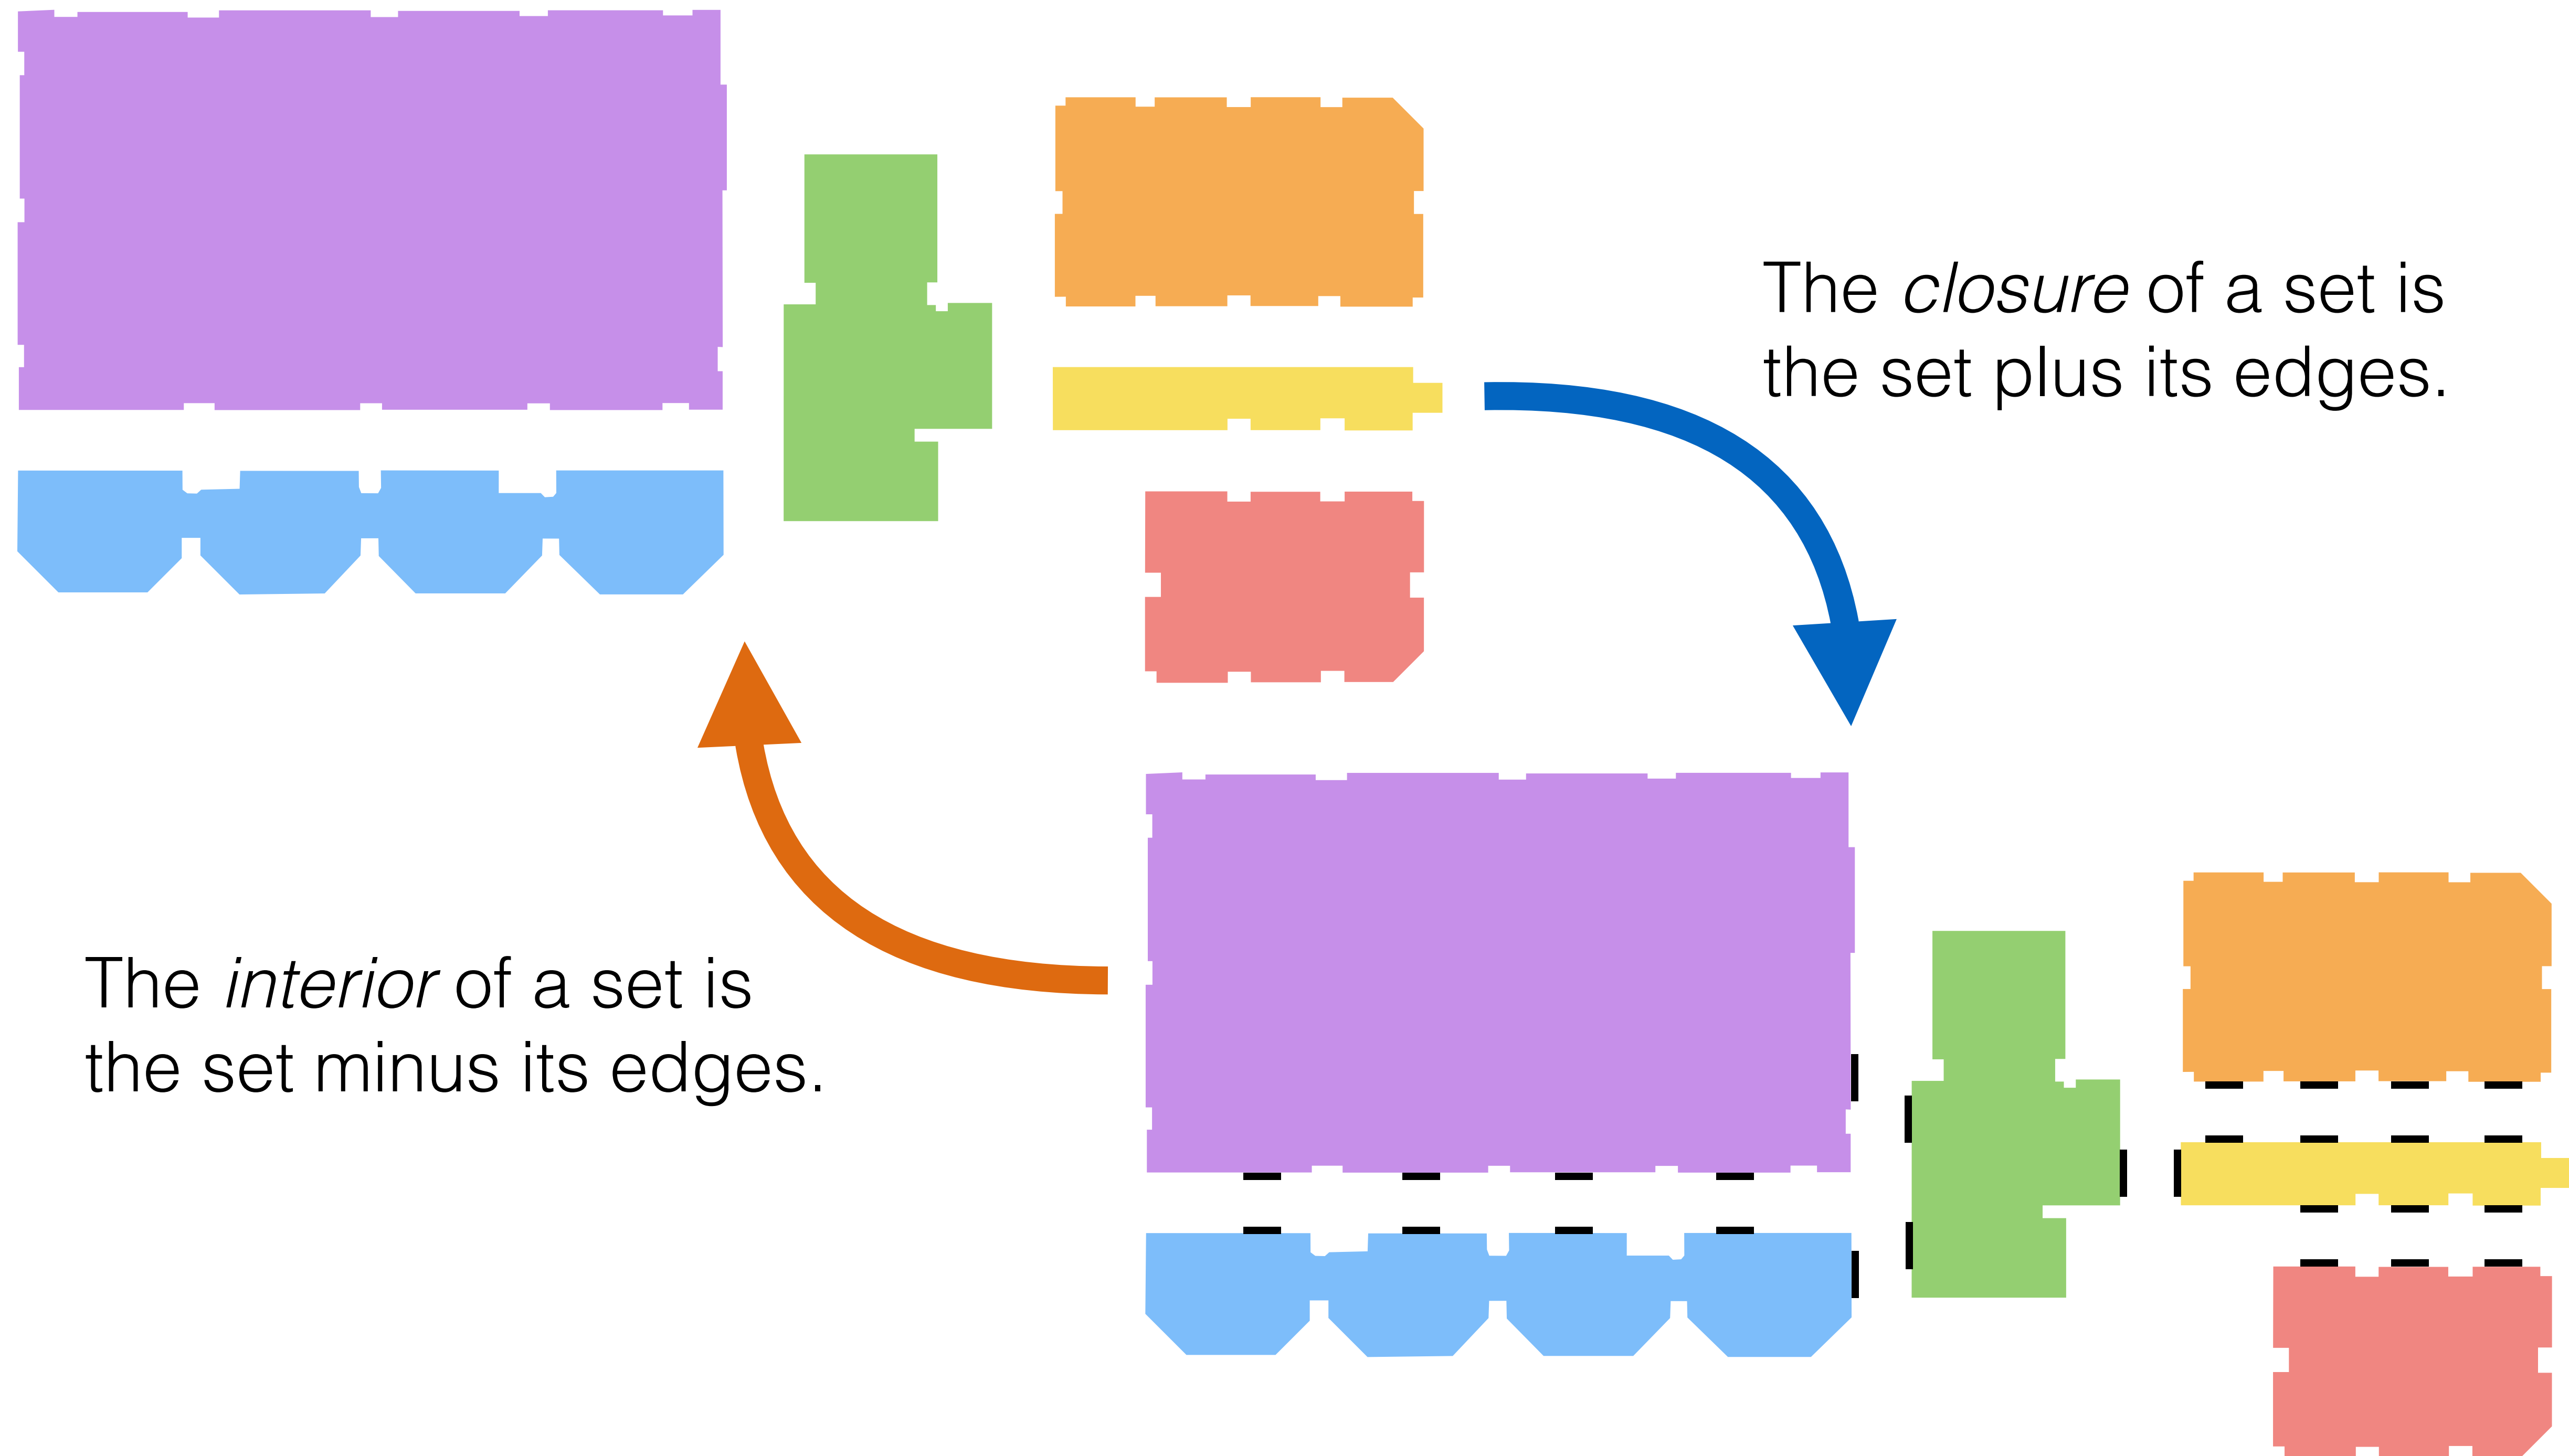 The closure of a set is
the set plus its edges.
The interior of a set is
the set minus its edges.